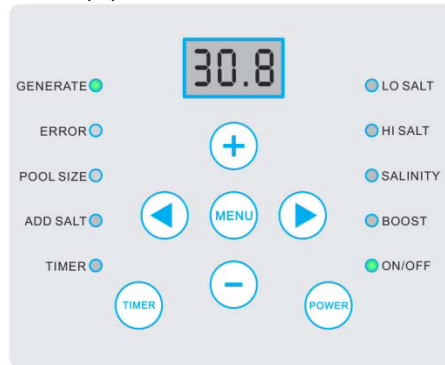 30.8
GENERATE
LO SALT
ERROR
HI SALT
+
POOL SIZE
SALINITY
MENU
ADD SALT
BOOST
TIMER
ON/OFF
−
TIMER
POWER